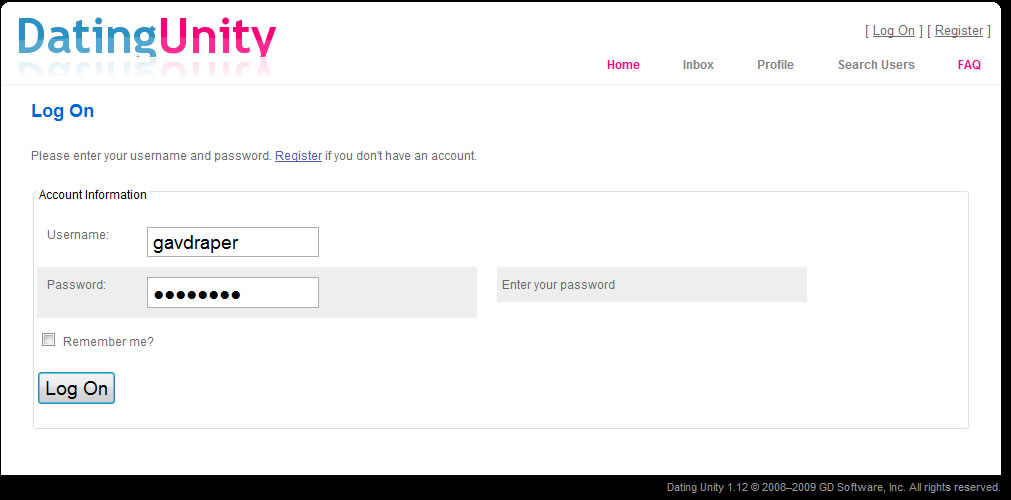 DatingUnity
[ Log On ] [ Register ]
Home Inbox Profile Search Users FAQ
Log On
Please enter your username and password. Register if you don't have an account.
Account Information
Username: gavdraper
Password: ●●●●●●●● Enter your password
Remember me?
Log On
Dating Unity 1.12 © 2008–2009 GD Software, Inc. All rights reserved.